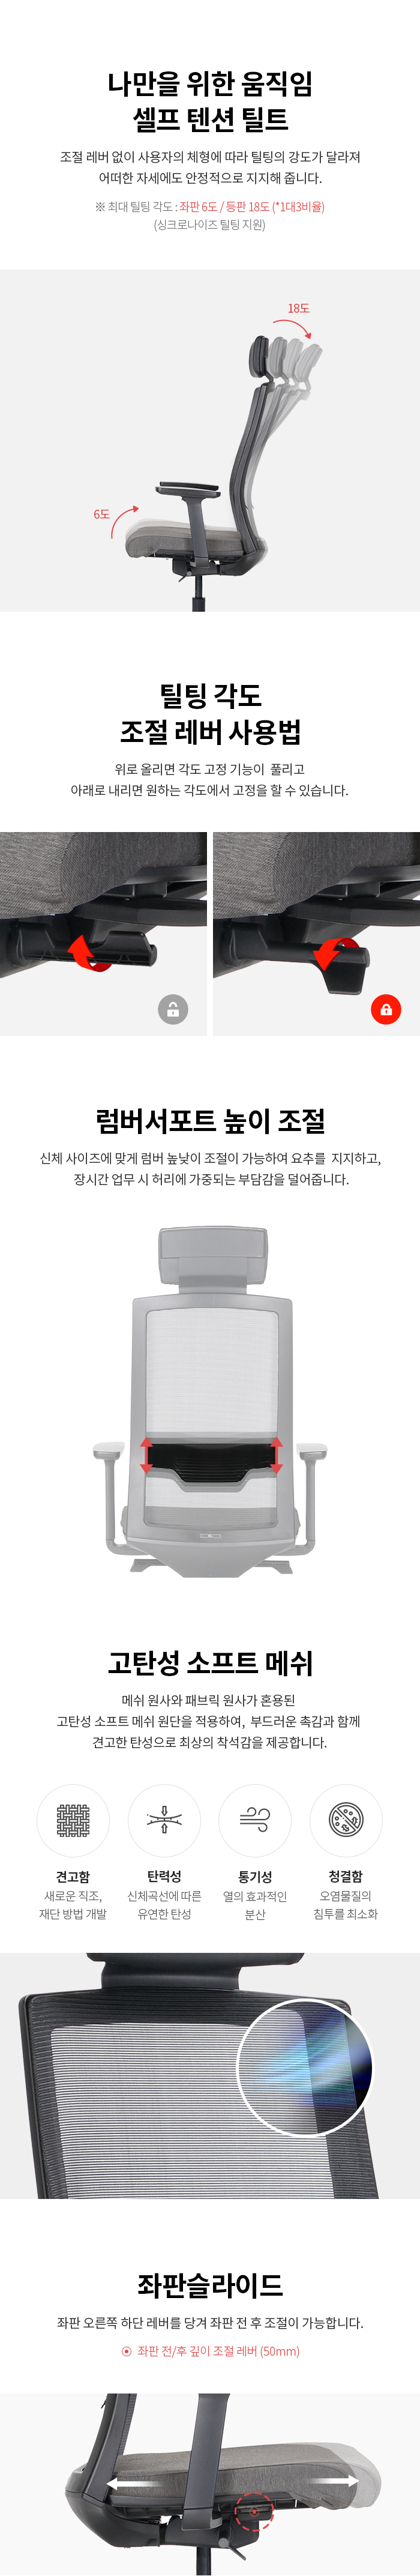 나만을 위한 움직임
셀프 텐션 틸트
조절 레버 없이 사용자의 체형에 따라 틸팅의 강도가 달라져
어떠한 자세에도 안정적으로 지지해 줍니다.
※ 최대 틸팅 각도 : 좌판 6도 / 등판 18도 (*1대3비율)
(싱크로나이즈 틸팅 지원)
18도
6도
틸팅 각도
조절 레버 사용법
위로 올리면 각도 고정 기능이 풀리고
아래로 내리면 원하는 각도에서 고정을 할 수 있습니다.
럼버서포트 높이 조절
신체 사이즈에 맞게 럼버 높낮이 조절이 가능하여 요추를 지지하고,
장시간 업무 시 허리에 가중되는 부담감을 덜어줍니다.
고탄성 소프트 메쉬
메쉬 원사와 패브릭 원사가 혼용된
고탄성 소프트 메쉬 원단을 적용하여, 부드러운 촉감과 함께
견고한 탄성으로 최상의 착석감을 제공합니다.
견고함
새로운 직조,
재단 방법 개발
탄력성
신체곡선에 따른
유연한 탄성
통기성
열의 효과적인
분산
청결함
오염물질의
침투를 최소화
좌판슬라이드
좌판 오른쪽 하단 레버를 당겨 좌판 전 후 조절이 가능합니다.
좌판 전/후 깊이 조절 레버 (50mm)